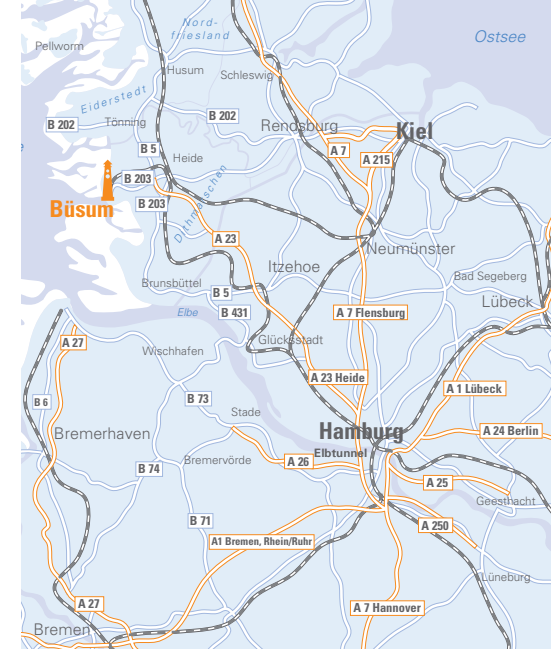 Nord-
friesland
Ostsee
Pellworm
Husum
Schleswig
Eiderstedt
B 202
B 202
Tönning
Rendsburg
Kiel
B 5
A 7
Heide
A 215
B 203
Büsum
B 203
Dithmarschen
A 23
Neumünster
Itzehoe
Bad Segeberg
Brunsbüttel
B 5
Lübeck
Elbe
B 431
A 7 Flensburg
A 27
Glückstadt
Wischhafen
A 23 Heide
A 1 Lübeck
B 6
B 73
Stade
Bremerhaven
Hamburg
A 24 Berlin
Elbtunnel
Bremervörde
A 26
B 74
A 25
Geesthacht
B 71
A 250
A1 Bremen, Rhein/Ruhr
Lüneburg
A 27
A 7 Hannover
Bremen